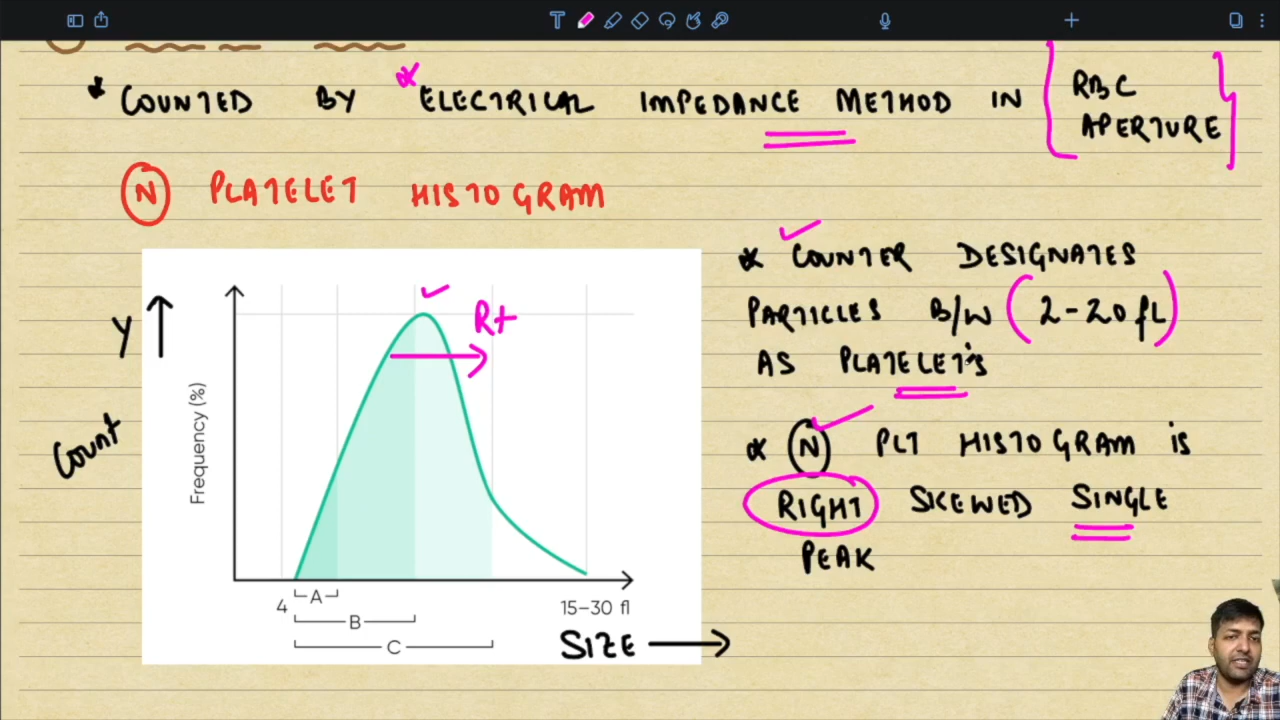 * COUNTED BY * ELECTRICAL IMPEDANCE METHOD IN RBC APERTURE
N PLATELET HISTOGRAM
* COUNTER DESIGNATES
PARTICLES B/W (2-20 fL)
AS PLATELET'S
* N PLT HISTOGRAM is
RIGHT SKEWED SINGLE
PEAK
Y
Count
Frequency (%)
Rt
4
A
B
C
15–30 fl
SIZE